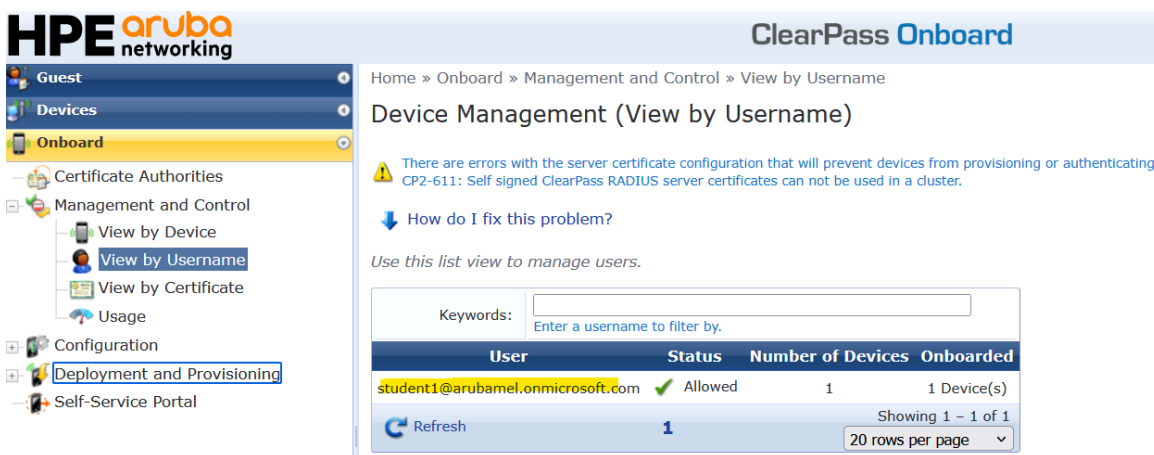 HPE aruba networking
ClearPass Onboard
Guest
Devices
Onboard
Certificate Authorities
Management and Control
View by Device
View by Username
View by Certificate
Usage
Configuration
Deployment and Provisioning
Self-Service Portal
Home » Onboard » Management and Control » View by Username
Device Management (View by Username)
There are errors with the server certificate configuration that will prevent devices from provisioning or authenticating
CP2-611: Self signed ClearPass RADIUS server certificates can not be used in a cluster.
How do I fix this problem?
Use this list view to manage users.
Keywords:
Enter a username to filter by.
User Status Number of Devices Onboarded
student1@arubamel.onmicrosoft.com Allowed 1 1 Device(s)
Refresh 1 Showing 1 – 1 of 1
20 rows per page